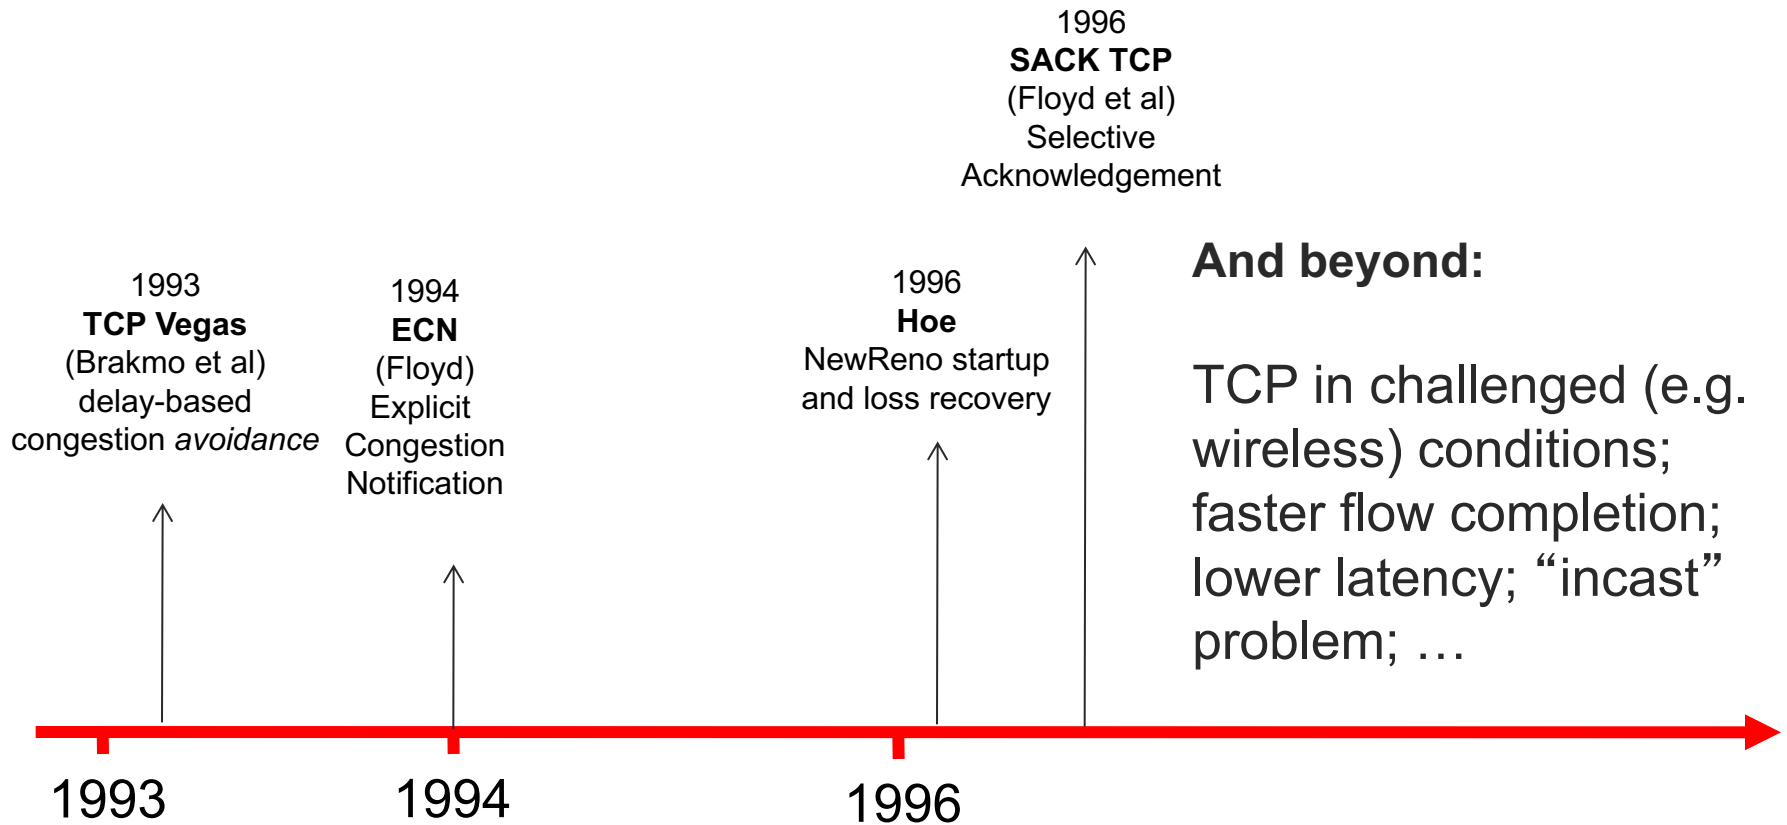 1993
TCP Vegas
(Brakmo et al)
delay-based
congestion avoidance
1994
ECN
(Floyd)
Explicit
Congestion
Notification
1996
Hoe
NewReno startup
and loss recovery
1996
SACK TCP
(Floyd et al)
Selective
Acknowledgement
And beyond:
TCP in challenged (e.g.
wireless) conditions;
faster flow completion;
lower latency; “incast”
problem; …
1993
1994
1996